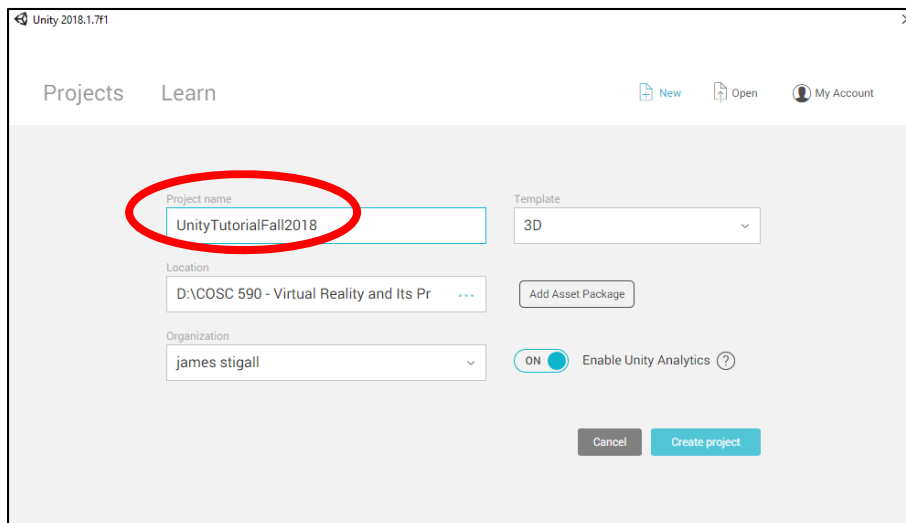 Unity 2018.1.7f1
Projects Learn New Open My Account
Project name Template
UnityTutorialFall2018 3D
Location
D:\COSC 590 - Virtual Reality and Its Pr ... Add Asset Package
Organization
james stigall ON Enable Unity Analytics ?
Cancel Create project